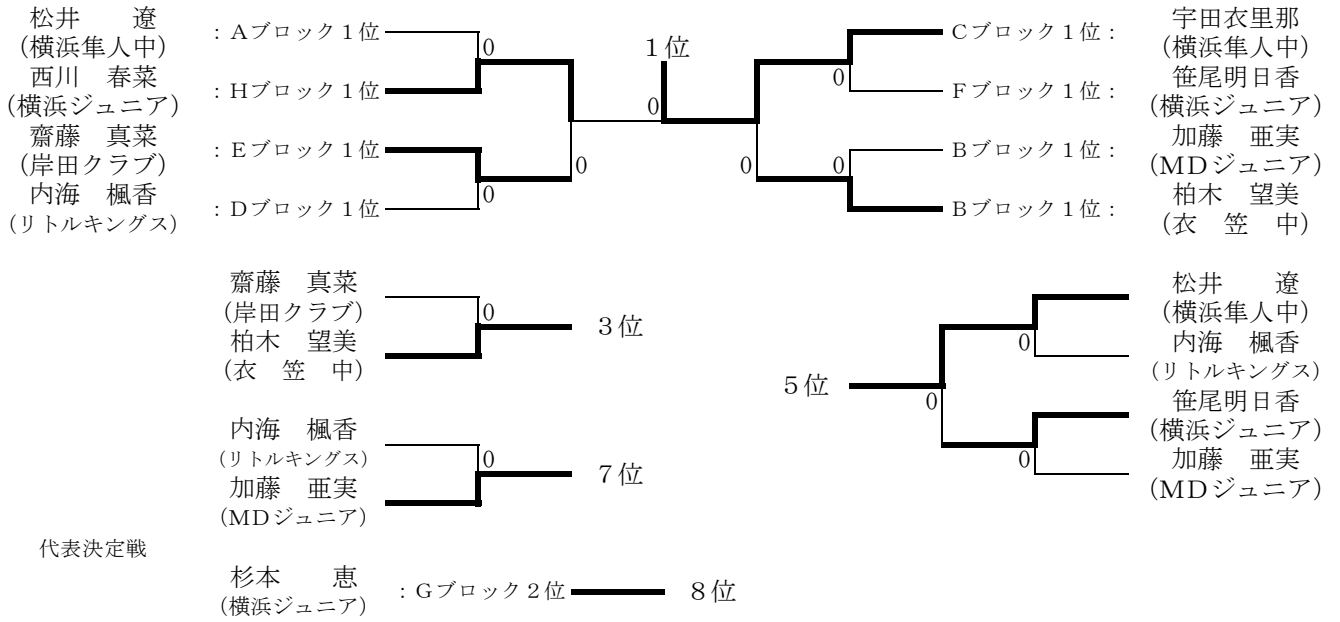 松井　　遼
(横浜隼人中)
：Ａブロック１位
0
西川　春菜
(横浜ジュニア)
：Ｈブロック１位
齋藤　真菜
(岸田クラブ)
：Ｅブロック１位
0
内海　楓香
(リトルキングス)
：Ｄブロック１位
0
１位
0
宇田衣里那
(横浜隼人中)
Ｃブロック１位：
0
笹尾明日香
(横浜ジュニア)
Ｆブロック１位：
加藤　亜実
(ＭＤジュニア)
Ｂブロック１位：
0
0
柏木　望美
(衣　笠　中)
Ｂブロック１位：
齋藤　真菜
(岸田クラブ)
0
柏木　望美
(衣　笠　中)
３位
内海　楓香
(リトルキングス)
0
加藤　亜実
(ＭＤジュニア)
７位
松井　　遼
(横浜隼人中)
0
内海　楓香
(リトルキングス)
５位
0
笹尾明日香
(横浜ジュニア)
0
加藤　亜実
(ＭＤジュニア)
代表決定戦
杉本　　恵
(横浜ジュニア)
：Ｇブロック２位
８位